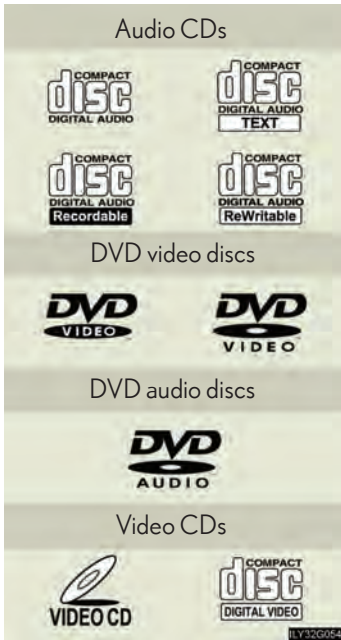 Audio CDs
COMPACT
disc
DIGITAL AUDIO
COMPACT
disc
DIGITAL AUDIO
TEXT
COMPACT
disc
DIGITAL AUDIO
Recordable
COMPACT
disc
DIGITAL AUDIO
ReWritable
DVD video discs
DVD
VIDEO
DVD
VIDEO
DVD audio discs
DVD
AUDIO
Video CDs
VIDEO CD
COMPACT
disc
DIGITAL VIDEO
ILY32G054